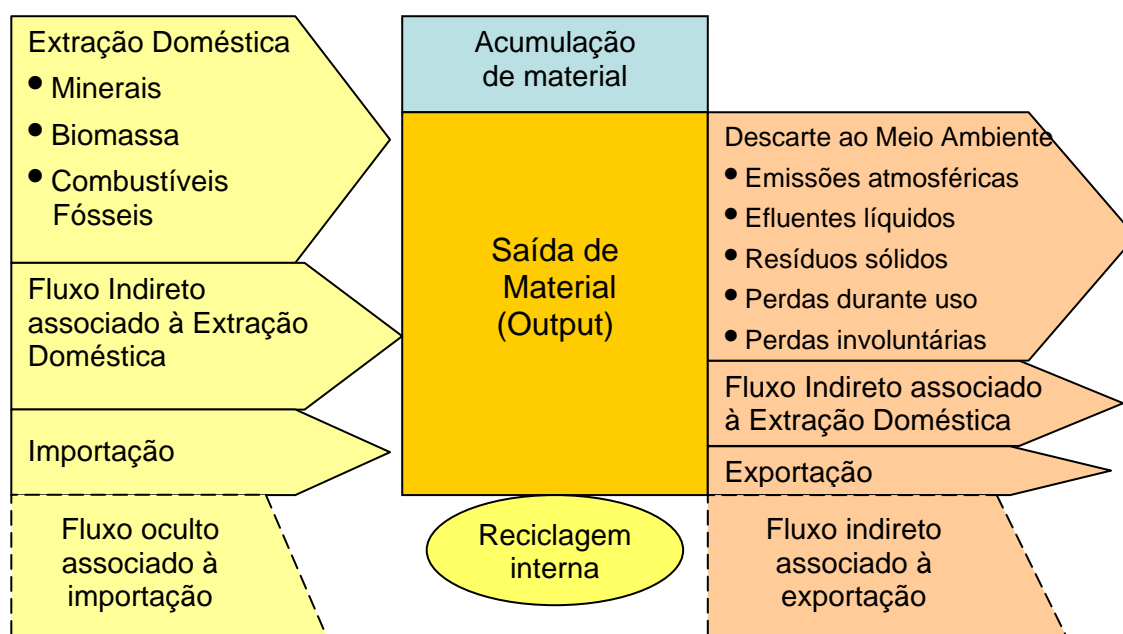 Extração Doméstica
• Minerais
• Biomassa
• Combustíveis
Fósseis
Fluxo Indireto
associado à Extração
Doméstica
Importação
Fluxo oculto
associado à
importação
Acumulação
de material
Saída de
Material
(Output)
Reciclagem
interna
Descarte ao Meio Ambiente
• Emissões atmosféricas
• Efluentes líquidos
• Resíduos sólidos
• Perdas durante uso
• Perdas involuntárias
Fluxo Indireto associado
à Extração Doméstica
Exportação
Fluxo indireto
associado à
exportação